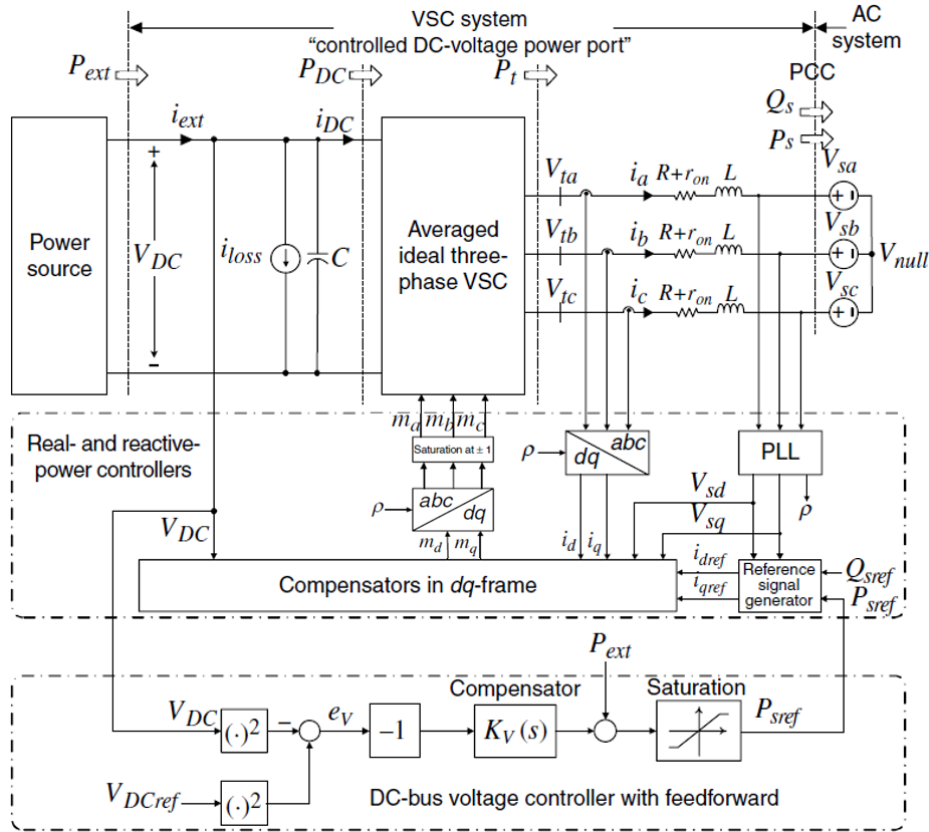 VSC system
"controlled DC-voltage power port"
AC
system
P_ext
P_DC
P_t
PCC
Q_s
P_s
i_ext
i_DC
+
V_DC
−
Power
source
i_loss
C
Averaged
ideal three-
phase VSC
V_ta
i_a R+r_on L
V_sa
V_tb
i_b R+r_on L
V_sb
V_tc
i_c R+r_on L
V_sc
V_null
+
+
+
Real- and reactive-
power controllers
m_a m_b m_c
Saturation at ± 1
ρ
abc
dq
m_d m_q
ρ
abc
dq
i_d i_q
PLL
ρ
V_sd
V_sq
V_DC
Compensators in dq-frame
i_dref
i_qref
Reference
signal
generator
Q_sref
P_sref
P_ext
V_DC
(·)²
−
e_V
−1
Compensator
K_V(s)
Saturation
P_sref
V_DCref
(·)²
DC-bus voltage controller with feedforward